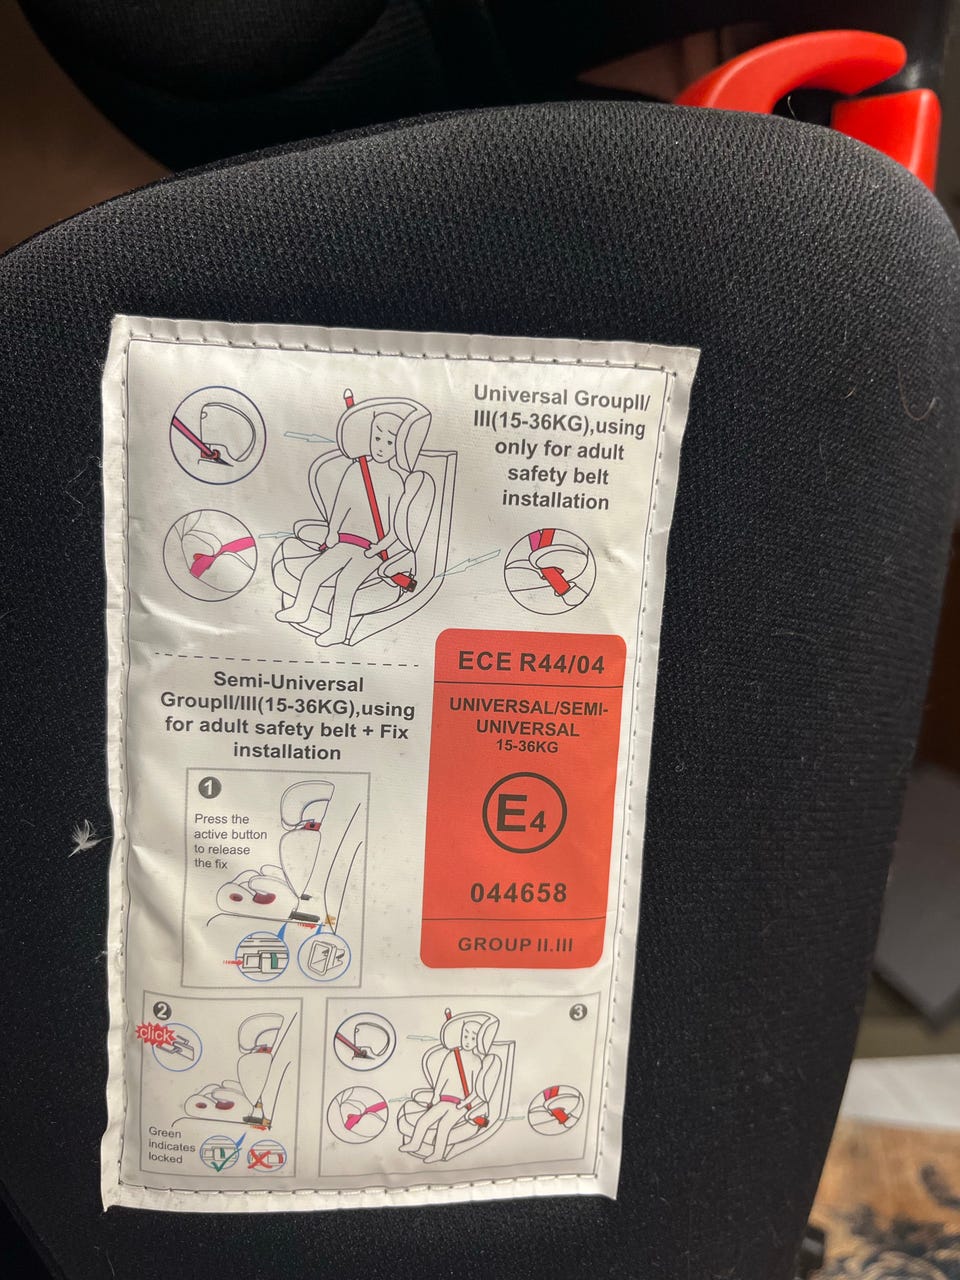 Universal GroupII/
III(15-36KG),using
only for adult
safety belt
installation
Semi-Universal
GroupII/III(15-36KG),using
for adult safety belt + Fix
installation
ECE R44/04
UNIVERSAL/SEMI-
UNIVERSAL
15-36KG
E4
044658
GROUP II.III
1
Press the
active button
to release
the fix
2
click
Green
indicates
locked
3